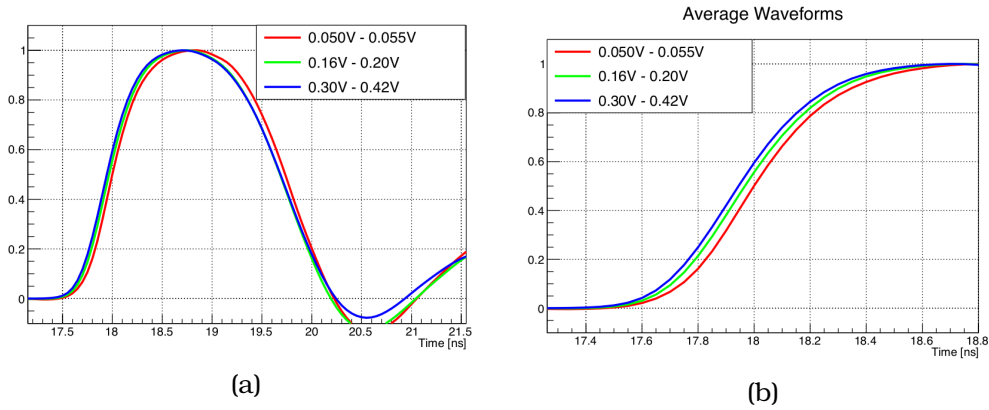 0.050V - 0.055V
0.16V - 0.20V
0.30V - 0.42V
1
0.8
0.6
0.4
0.2
0
17.5 18 18.5 19 19.5 20 20.5 21 21.5
Time [ns]
(a)
Average Waveforms
0.050V - 0.055V
0.16V - 0.20V
0.30V - 0.42V
1
0.8
0.6
0.4
0.2
0
17.4 17.6 17.8 18 18.2 18.4 18.6 18.8
Time [ns]
(b)